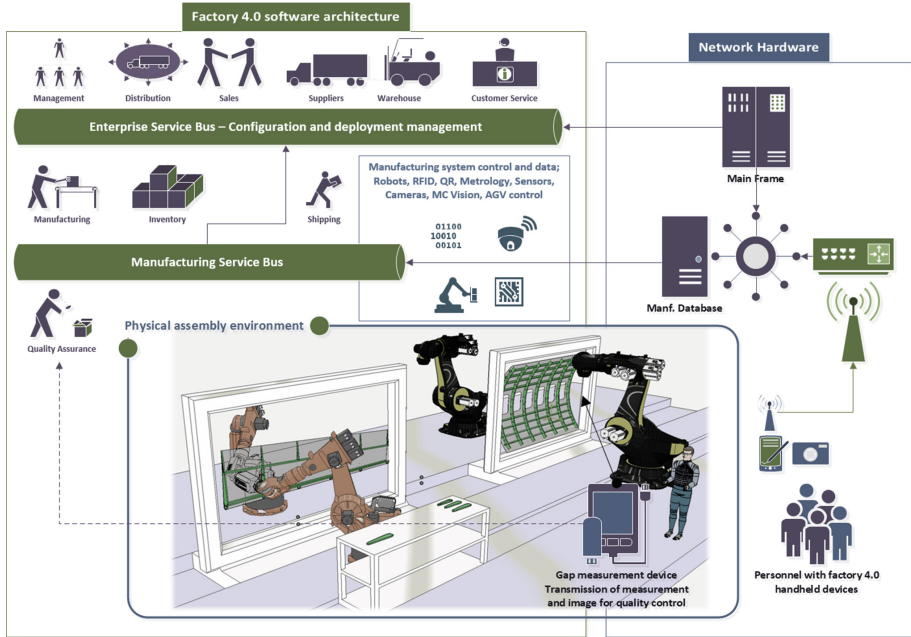 Factory 4.0 software architecture
Network Hardware
Management
Distribution
Sales
Suppliers
Warehouse
Customer Service
Enterprise Service Bus – Configuration and deployment management
Manufacturing
Inventory
Shipping
Manufacturing system control and data;
Robots, RFID, QR, Metrology, Sensors,
Cameras, MC Vision, AGV control
01100
10010
00101
Main Frame
Manufacturing Service Bus
Manf. Database
Quality Assurance
Physical assembly environment
Gap measurement device
Transmission of measurement
and image for quality control
Personnel with factory 4.0
handheld devices